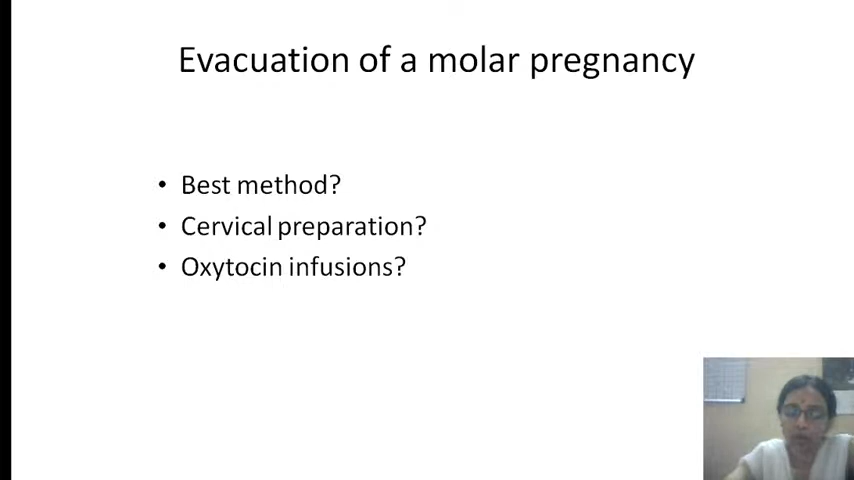 Evacuation of a molar pregnancy
• Best method?
• Cervical preparation?
• Oxytocin infusions?